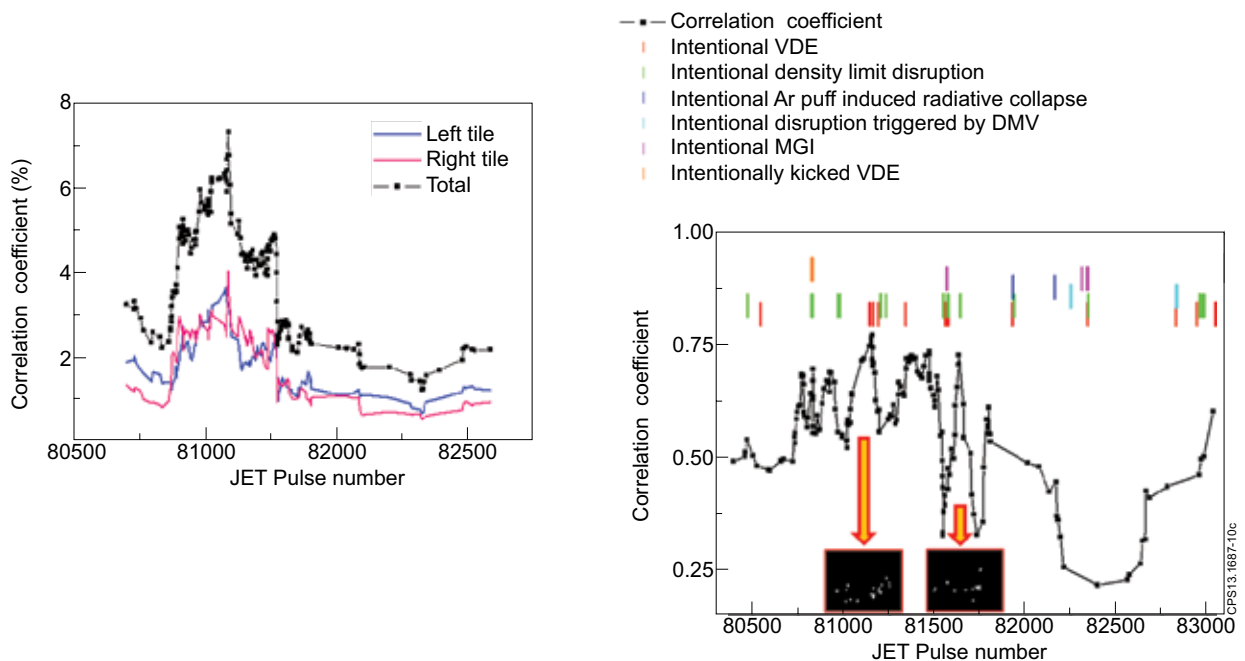 8
6
4
2
80500
81000
82000
82500
Correlation coefficient (%)
JET Pulse number
Left tile
Right tile
Total
Correlation coefficient
Intentional VDE
Intentional density limit disruption
Intentional Ar puff induced radiative collapse
Intentional disruption triggered by DMV
Intentional MGI
Intentionally kicked VDE
1.00
0.75
0.50
0.25
Correlation coefficient
80500
81000
81500
82000
82500
83000
JET Pulse number
CPS13.1687-10c